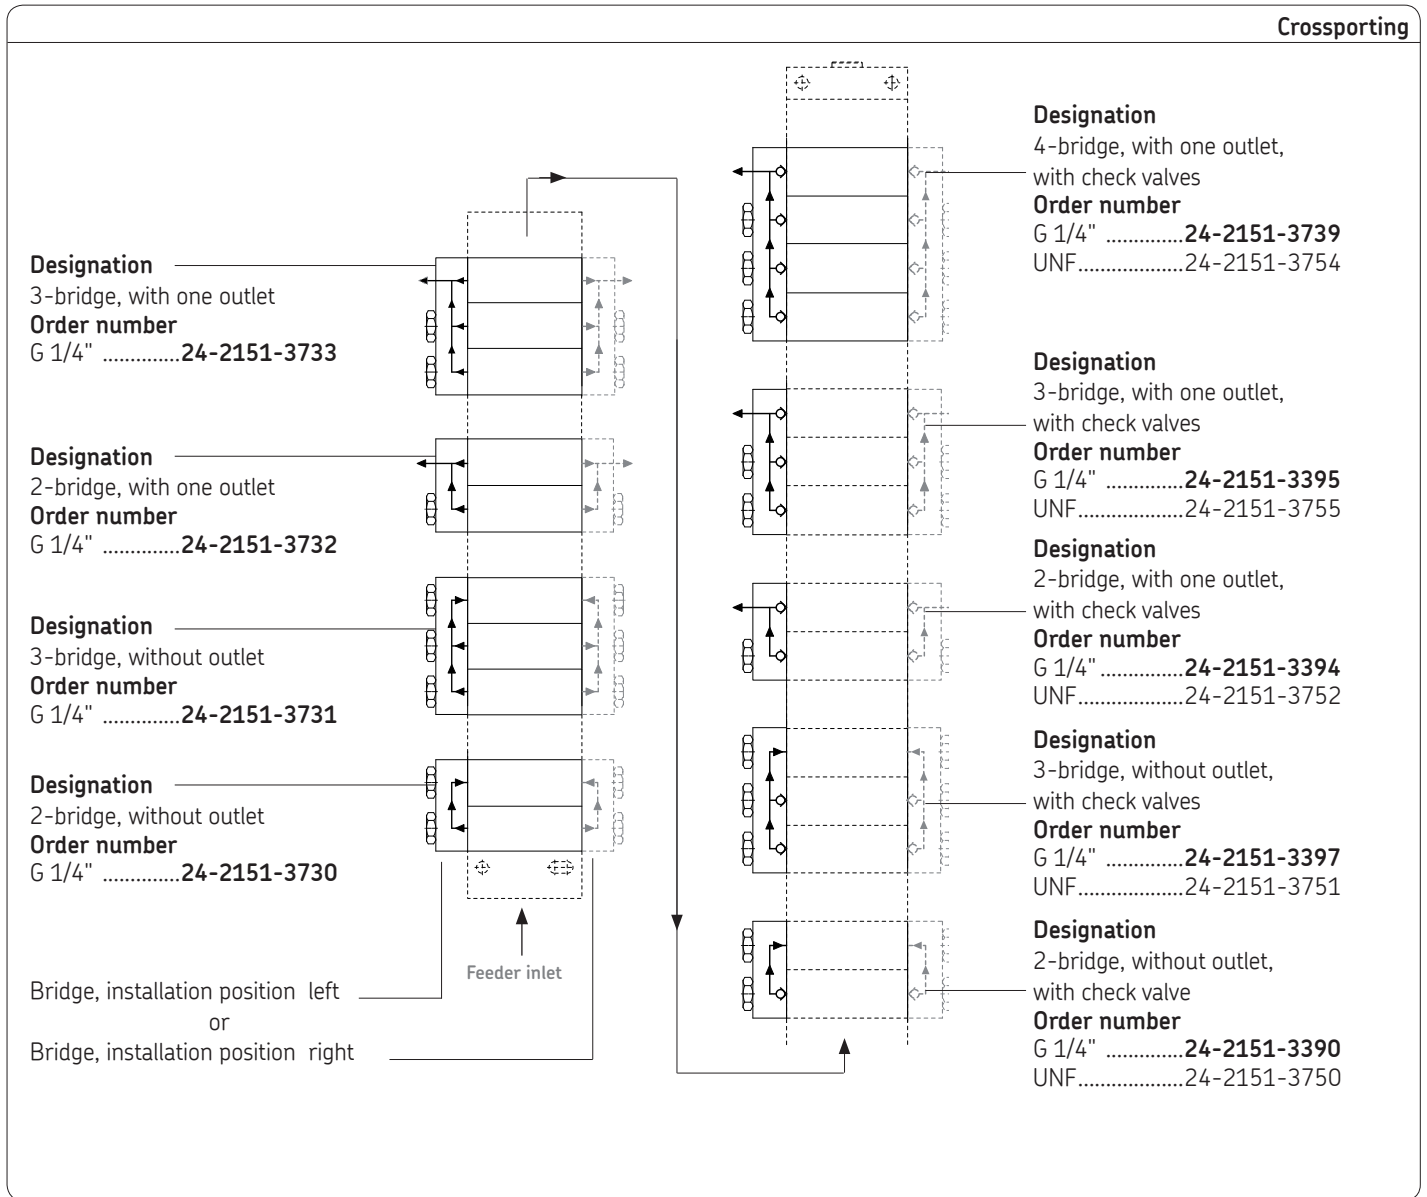 Crossporting
Designation
3-bridge, with one outlet
Order number
G 1/4" ..............24-2151-3733
Designation
2-bridge, with one outlet
Order number
G 1/4" ..............24-2151-3732
Designation
3-bridge, without outlet
Order number
G 1/4" ..............24-2151-3731
Designation
2-bridge, without outlet
Order number
G 1/4" ..............24-2151-3730
Feeder inlet
Bridge, installation position left
or
Bridge, installation position right
Designation
4-bridge, with one outlet,
with check valves
Order number
G 1/4" ..............24-2151-3739
UNF...................24-2151-3754
Designation
3-bridge, with one outlet,
with check valves
Order number
G 1/4" ..............24-2151-3395
UNF...................24-2151-3755
Designation
2-bridge, with one outlet,
with check valves
Order number
G 1/4" ...............24-2151-3394
UNF...................24-2151-3752
Designation
3-bridge, without outlet,
with check valves
Order number
G 1/4" ..............24-2151-3397
UNF...................24-2151-3751
Designation
2-bridge, without outlet,
with check valve
Order number
G 1/4" ..............24-2151-3390
UNF...................24-2151-3750